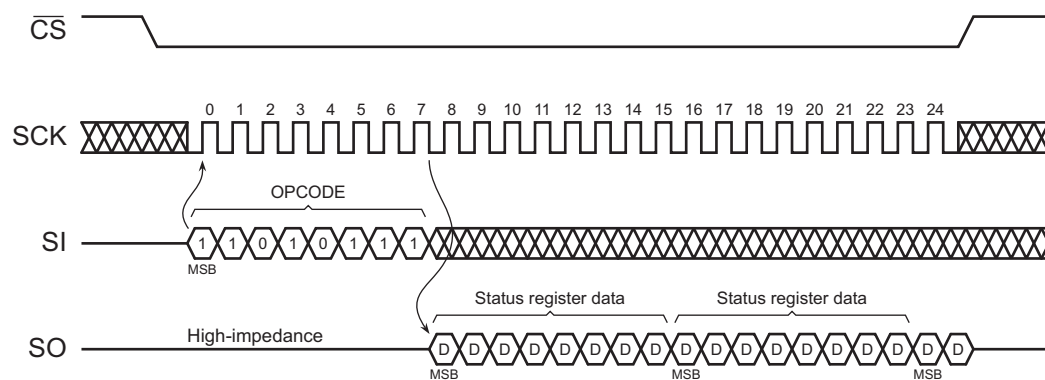 C̅S̅
0 1 2 3 4 5 6 7 8 9 10 11 12 13 14 15 16 17 18 19 20 21 22 23 24
SCK
OPCODE
SI 1 1 0 1 0 1 1 1
MSB
Status register data Status register data
High-impedance
SO D D D D D D D D D D D D D D D D D D
MSB MSB MSB